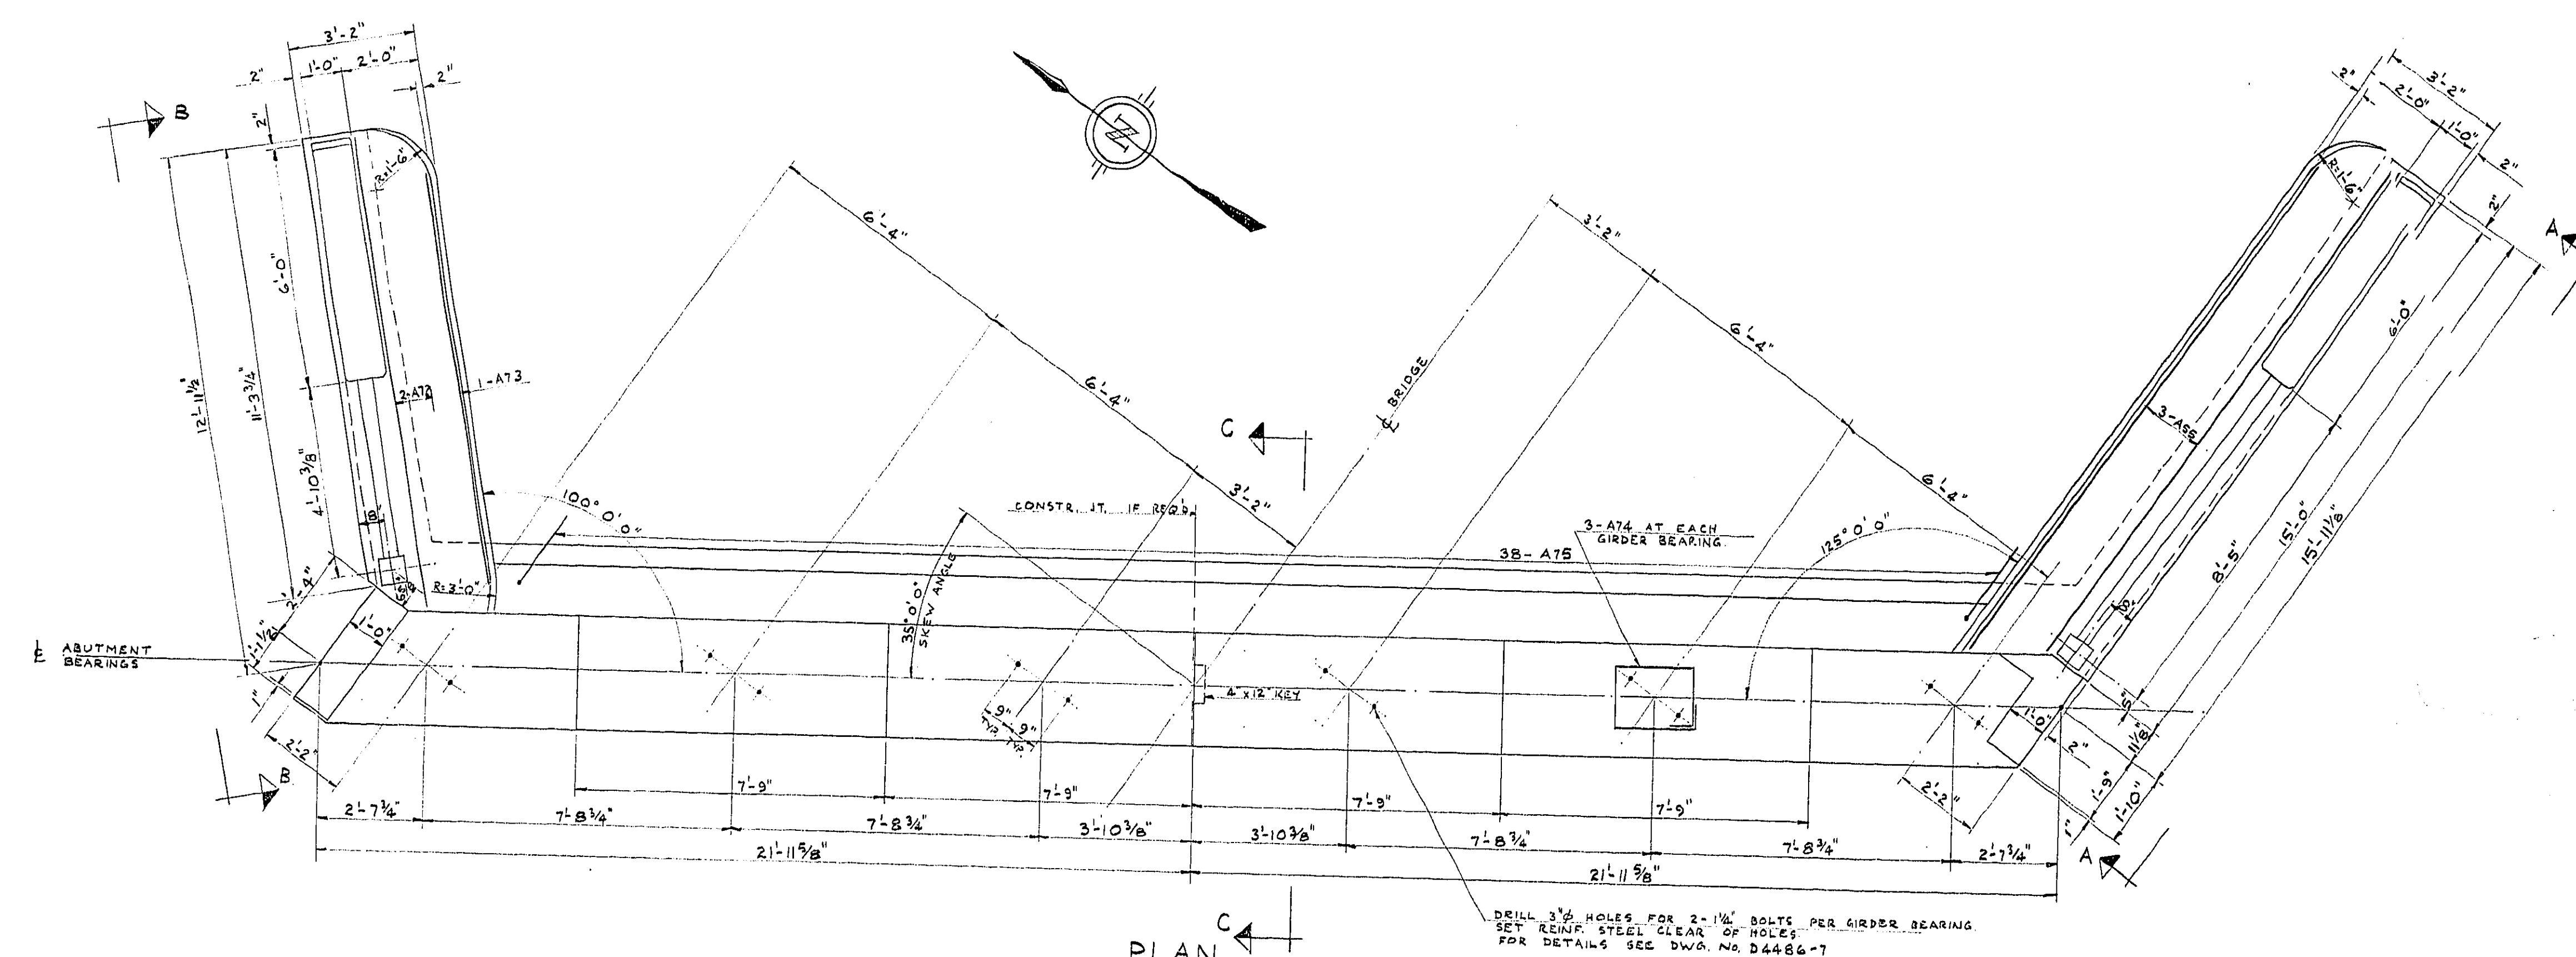 3'-2"
2"
1'-0"
2'-0"
2"
B
2"
R=1'-6"
6'-0"
12'-11½"
11'-3¾"
4'-10⅜"
8"
2-A73
1-A73
100° 0' 0"
R=3'-0"
2'-4"
1'-1½"
1'-0"
1"
2'-2"
B
℄ ABUTMENT
BEARINGS
N
6'-4"
6'-4"
3'-2"
3'-2"
6'-4"
6'-4"
℄ BRIDGE
C
CONSTR. JT. IF REQ'D.
35° 0' 0"
SKEW ANGLE
38-A75
3-A74 AT EACH
GIRDER BEARING
125° 0' 0"
4"x12" KEY
9"
TYP.
9"
TYP.
3'-2"
2"
2'-0"
1'-0"
2"
R=1'-6"
2"
A
6'-0"
8'-5"
15'-0"
15'-11⅛"
8"
5"
11⅛"
1'-0"
2"
1'-9"
1'-10"
1"
2'-2"
A
7'-9"
7'-9"
7'-9"
7'-9"
2'-7¾"
7'-8¾"
7'-8¾"
3'-10⅜"
3'-10⅜"
7'-8¾"
7'-8¾"
2'-7¾"
21'-11⅝"
21'-11⅝"
C
DRILL 3"ø HOLES FOR 2-1¼" BOLTS PER GIRDER BEARING.
SET REINF. STEEL CLEAR OF HOLES.
FOR DETAILS SEE DWG. No. D4486-7
PLAN